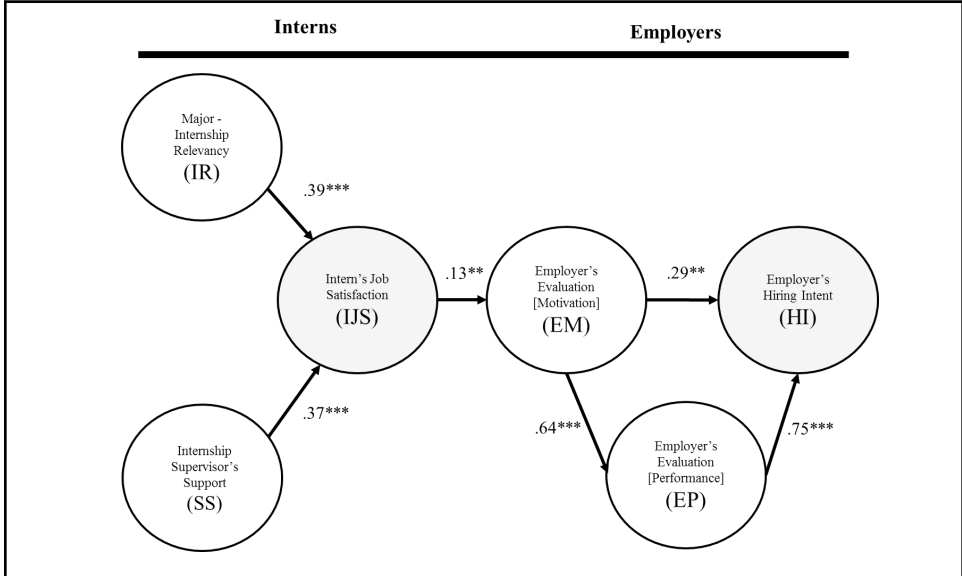 Interns
Employers
Major -
Internship
Relevancy
(IR)
.39***
Intern's Job
Satisfaction
(IJS)
.13**
Employer's
Evaluation
[Motivation]
(EM)
.29**
Employer's
Hiring Intent
(HI)
.37***
Internship
Supervisor's
Support
(SS)
.64***
Employer's
Evaluation
[Performance]
(EP)
.75***